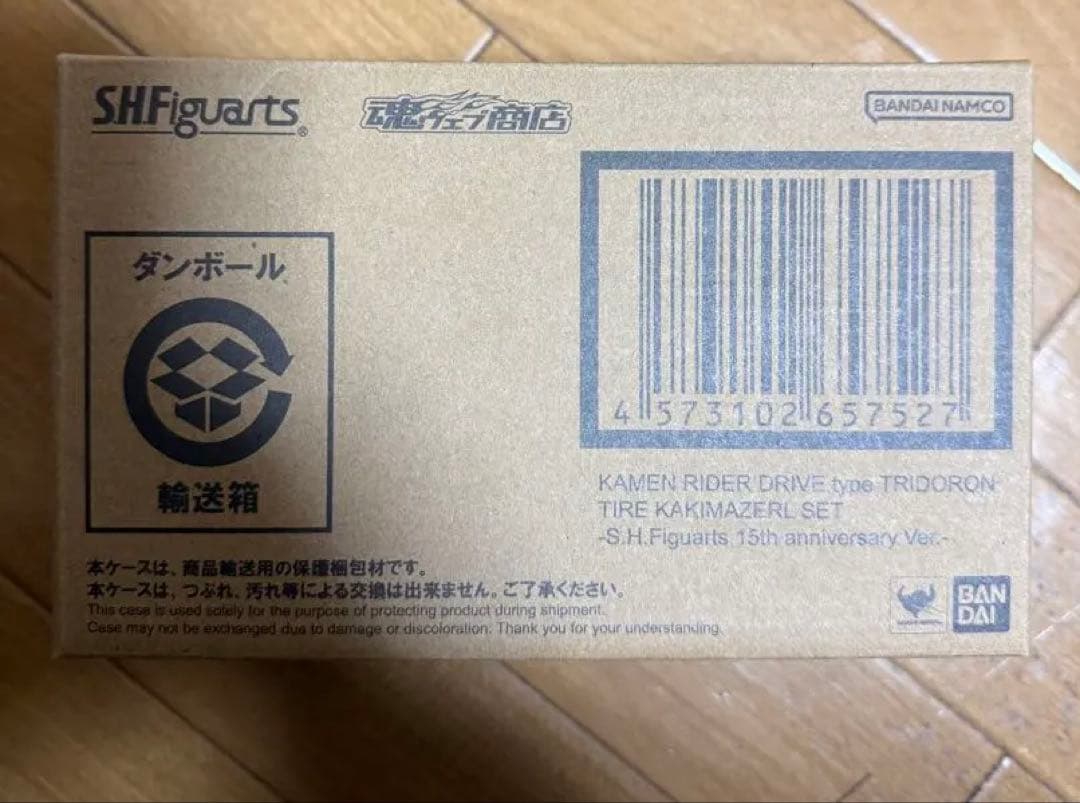 S.H.Figuarts®
魂ウェブ商店
BANDAI NAMCO
ダンボール
輸送箱
4 573102 657527
KAMEN RIDER DRIVE type TRIDORON
TIRE KAKIMAZERL SET
-S.H.Figuarts 15th anniversary Ver.-
本ケースは、商品輸送用の保護梱包材です。
本ケースは、つぶれ、汚れ等による交換は出来ません。ご了承ください。
This case is used solely for the purpose of protecting product during shipment.
Case may not be exchanged due to damage or discoloration. Thank you for your understanding.
BAN
DAI